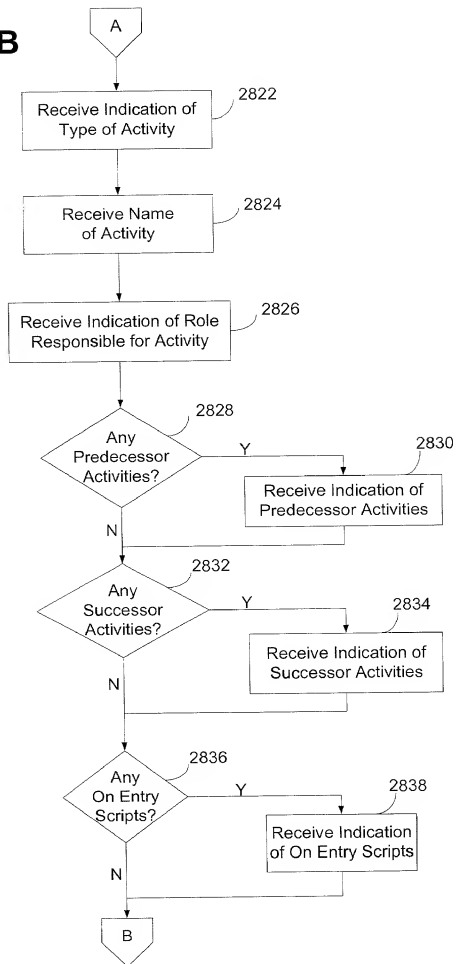 B
A
Receive Indication of
Type of Activity
2822
Receive Name
of Activity
2824
Receive Indication of Role
Responsible for Activity
2826
Any
Predecessor
Activities?
2828
Y
Receive Indication of
Predecessor Activities
2830
N
Any
Successor
Activities?
2832
Y
Receive Indication of
Successor Activities
2834
N
Any
On Entry
Scripts?
2836
Y
Receive Indication
of On Entry Scripts
2838
N
B